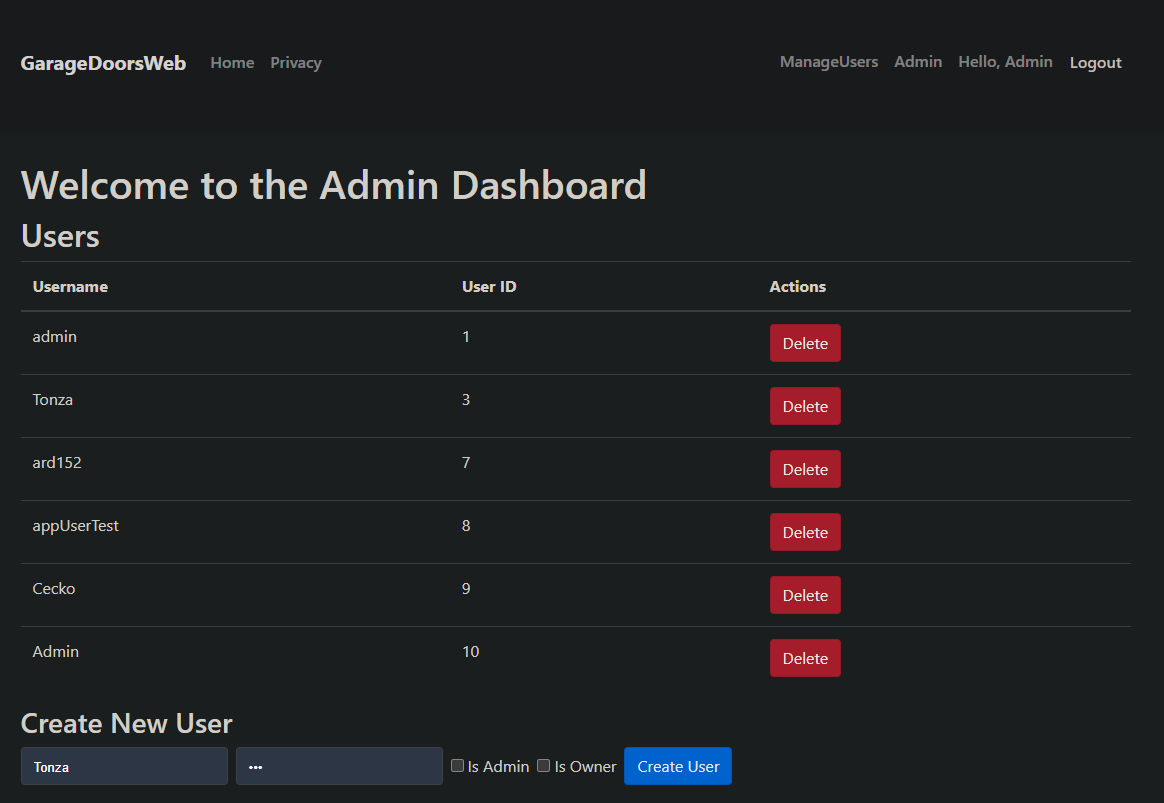 GarageDoorsWeb Home Privacy ManageUsers Admin Hello, Admin Logout
Welcome to the Admin Dashboard
Users
Username User ID Actions
admin 1 Delete
Tonza 3 Delete
ard152 7 Delete
appUserTest 8 Delete
Cecko 9 Delete
Admin 10 Delete
Create New User
Tonza ••• Is Admin Is Owner Create User